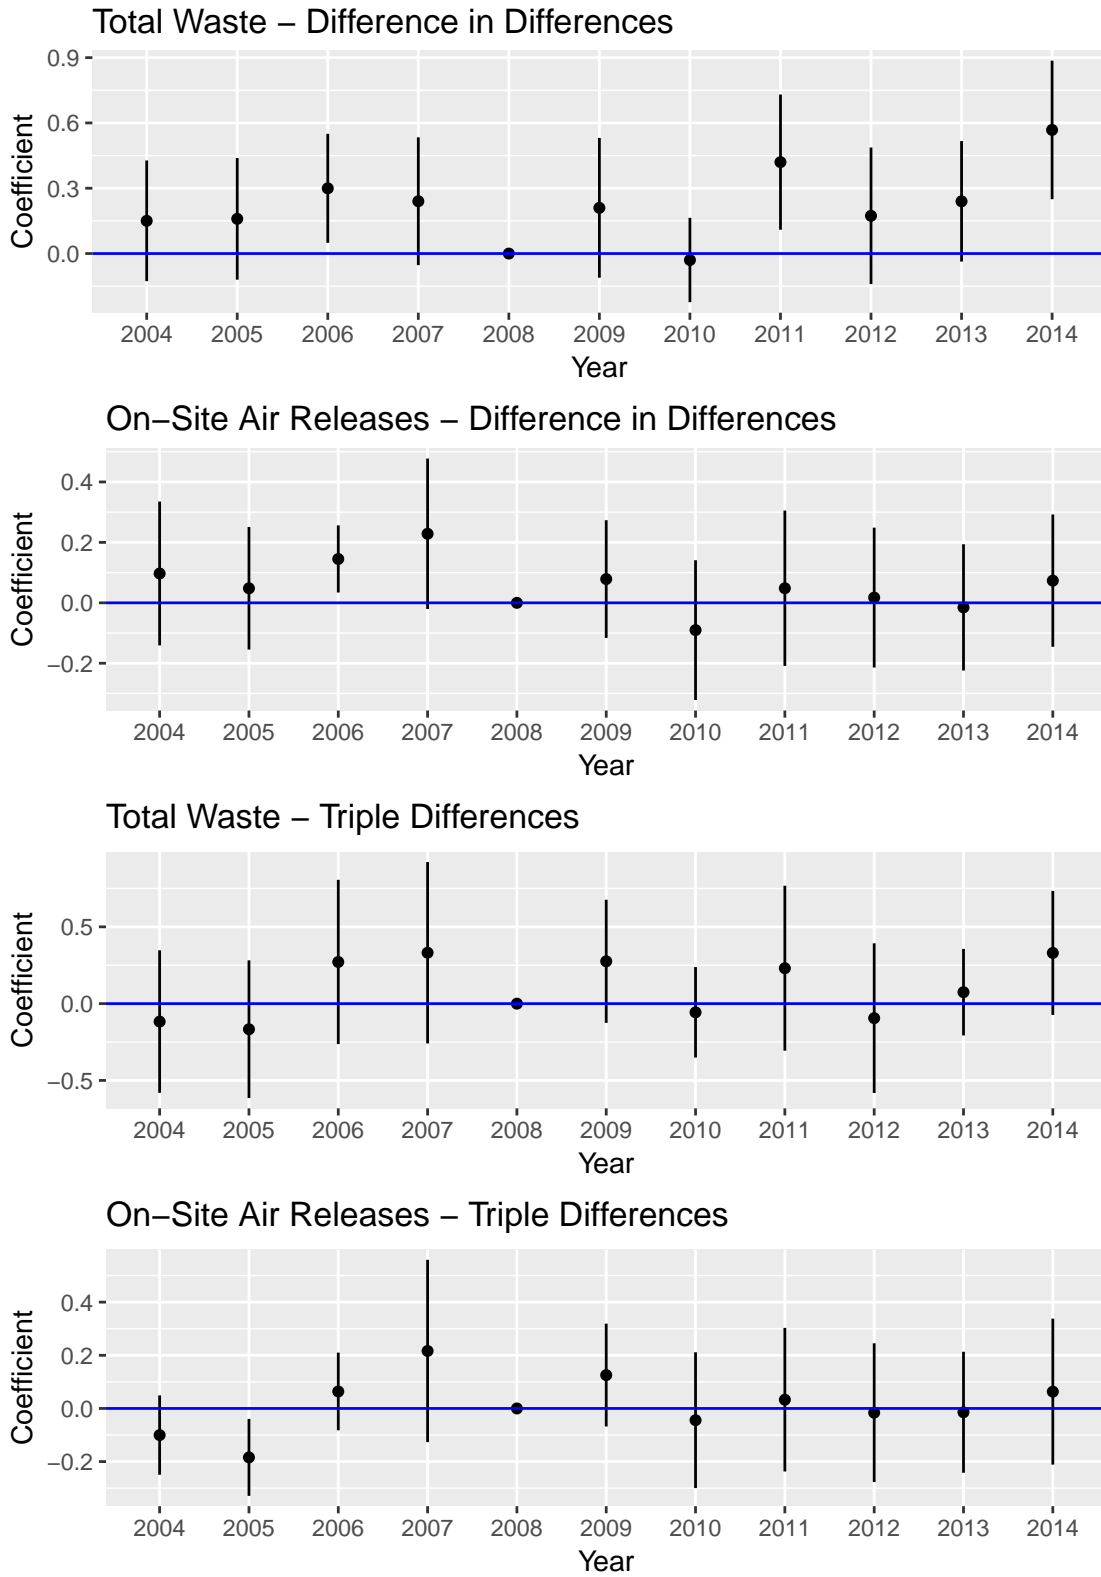 Total Waste – Difference in Differences
0.9
0.6
0.3
0.0
Coefficient
2004 2005 2006 2007 2008 2009 2010 2011 2012 2013 2014
Year
On–Site Air Releases – Difference in Differences
0.4
0.2
0.0
–0.2
Coefficient
2004 2005 2006 2007 2008 2009 2010 2011 2012 2013 2014
Year
Total Waste – Triple Differences
0.5
0.0
–0.5
Coefficient
2004 2005 2006 2007 2008 2009 2010 2011 2012 2013 2014
Year
On–Site Air Releases – Triple Differences
0.4
0.2
0.0
–0.2
Coefficient
2004 2005 2006 2007 2008 2009 2010 2011 2012 2013 2014
Year